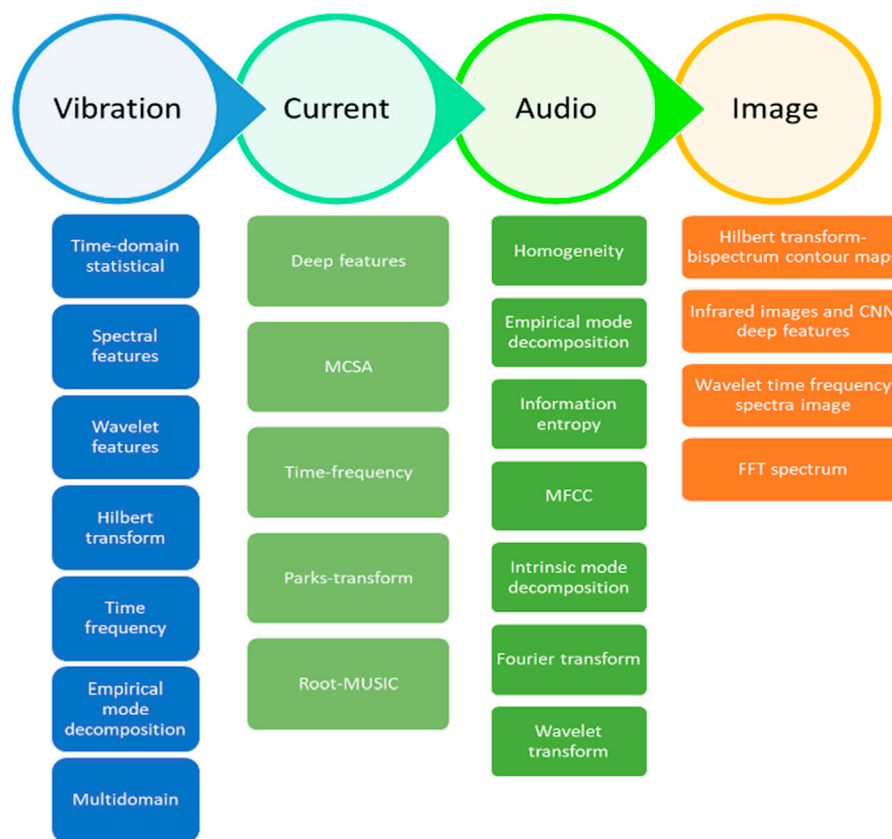 Vibration
Current
Audio
Image
Time-domain
statistical
Spectral
features
Wavelet
features
Hilbert
transform
Time
frequency
Empirical
mode
decomposition
Multidomain
Deep features
MCSA
Time-frequency
Parks-transform
Root-MUSIC
Homogeneity
Empirical mode
decomposition
Information
entropy
MFCC
Intrinsic mode
decomposition
Fourier transform
Wavelet
transform
Hilbert transform-
bispectrum contour maps
Infrared images and CNN
deep features
Wavelet time frequency
spectra image
FFT spectrum